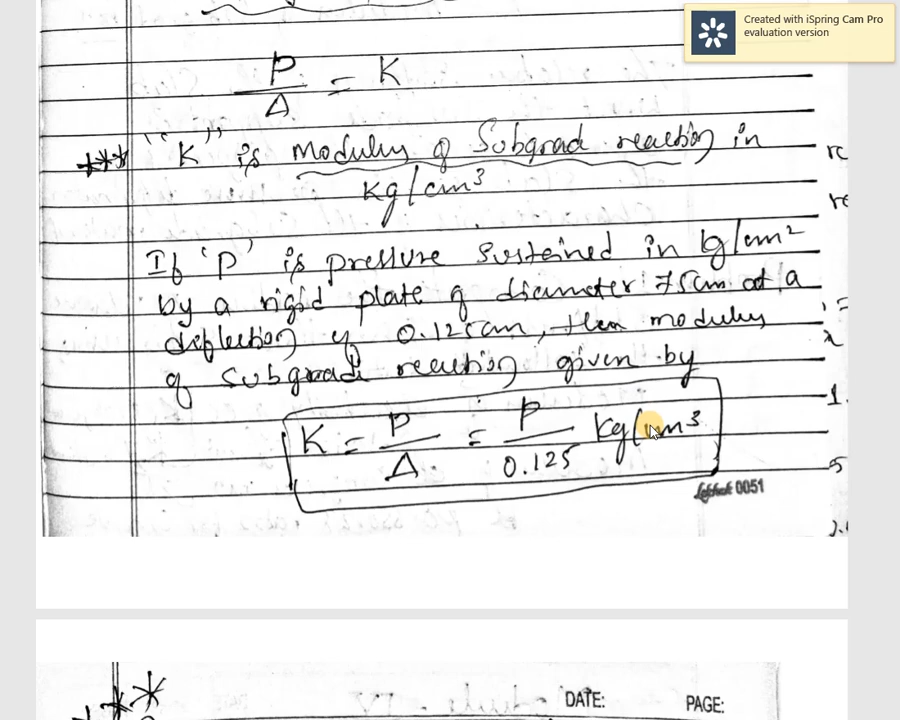 Created with iSpring Cam Pro
evaluation version
P/Δ = K
*** "K" is Modulus of Subgrad reaction in
kg/cm³
If 'P' is pressure sustained in kg/cm²
by a rigid plate of diameter 75cm at a
deflection of 0.125cm, then modulus
of subgrade reaction given by
K = P/Δ = P/0.125 kg/cm³
0051
**
DATE: PAGE: